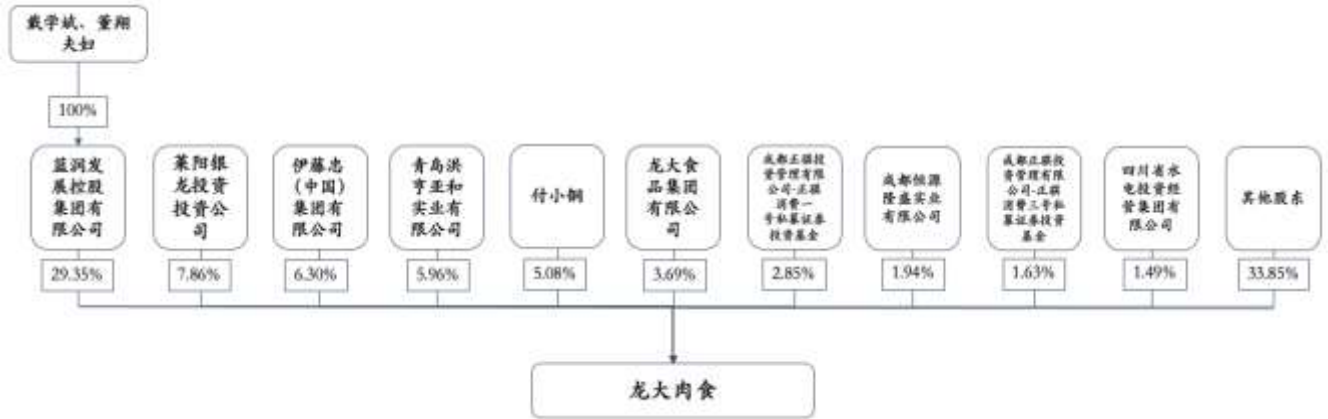 戴学斌、董翔
夫妇
100%
蓝润发
展控股
集团有
限公司
莱阳银
龙投资
投资公
司
伊藤忠
（中国）
集团有
限公司
青岛洪
亨亚和
实业有
限公司
付小铜
龙大食
品集团
有限公
司
成都正祺投
资管理有限
公司-正祺
消费一
号私募证券
投资基金
成都恒源
隆盛实业
有限公司
成都正祺投
资管理有限
公司-正祺
消费三号私
募证券投资
基金
四川省水
电投资经
营集团有
限公司
其他股东
29.35%
7.86%
6.30%
5.96%
5.08%
3.69%
2.85%
1.94%
1.63%
1.49%
33.85%
龙大肉食